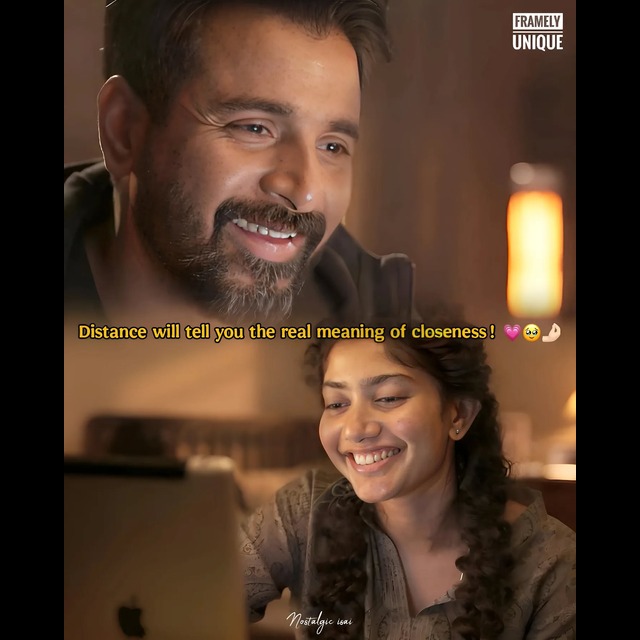 FRAMELY
UNIQUE
Distance will tell you the real meaning of closeness! 💗🥹🤌🏻
Nostalgic isai